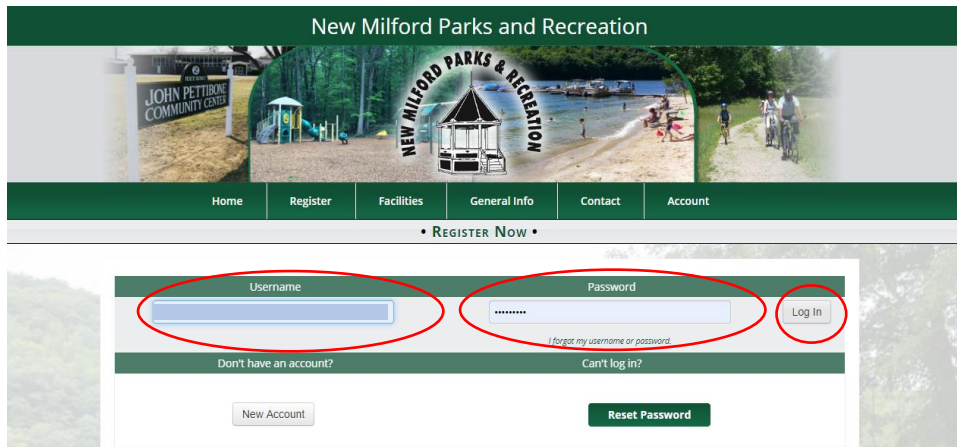 New Milford Parks and Recreation
JOHN PETTIBONE
COMMUNITY CENTER
NEW MILFORD PARKS & RECREATION
Home Register Facilities General Info Contact Account
• REGISTER NOW •
Username Password
••••••••• Log In
I forgot my username or password.
Don't have an account? Can't log in?
New Account Reset Password